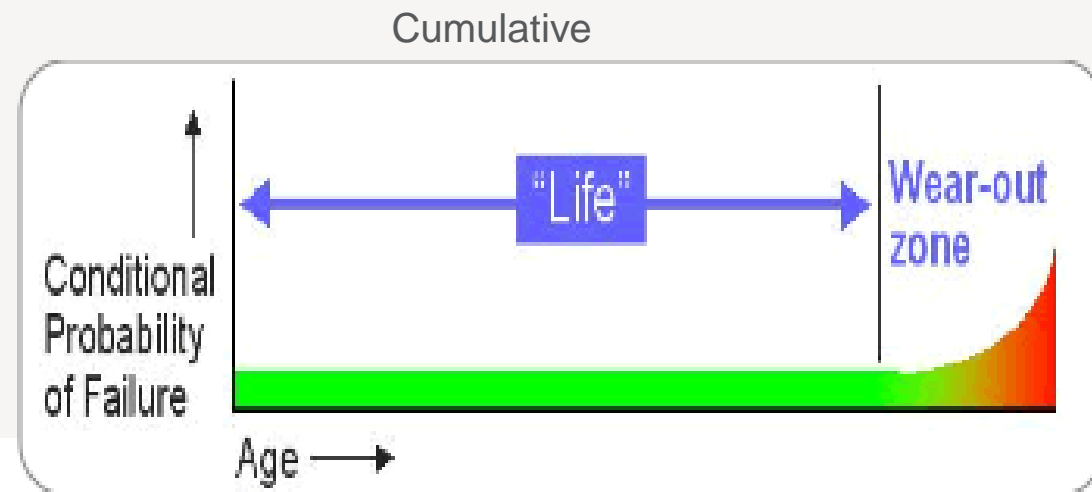 Cumulative
"Life"
Wear-out
zone
Conditional
Probability
of Failure
Age